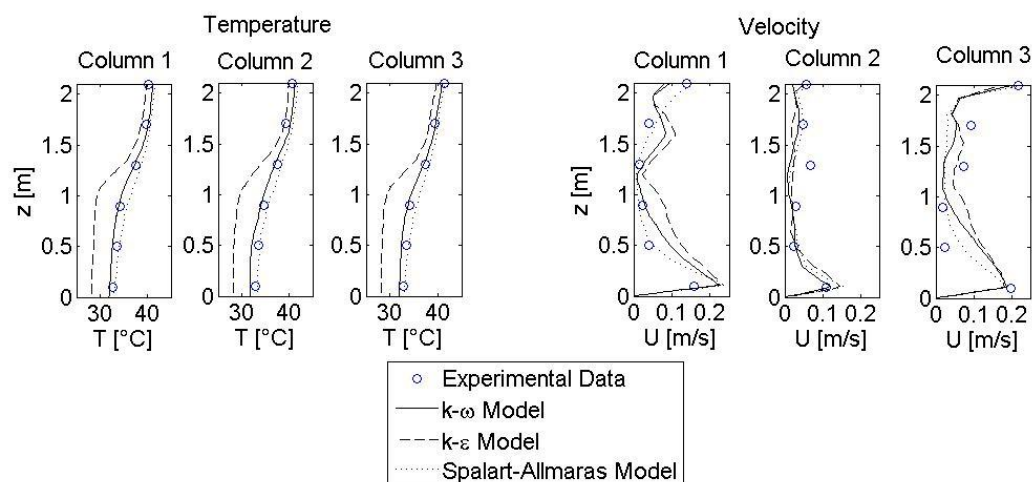 Temperature
Velocity
Column 1
Column 2
Column 3
Column 1
Column 2
Column 3
z [m]
2
1.5
1
0.5
0
30 40
T [°C]
2
1.5
1
0.5
0
30 40
T [°C]
2
1.5
1
0.5
0
30 40
T [°C]
z [m]
2
1.5
1
0.5
0
0 0.1 0.2
U [m/s]
2
1.5
1
0.5
0
0 0.1 0.2
U [m/s]
2
1.5
1
0.5
0
0 0.1 0.2
U [m/s]
Experimental Data
k-ω Model
k-ε Model
Spalart-Allmaras Model